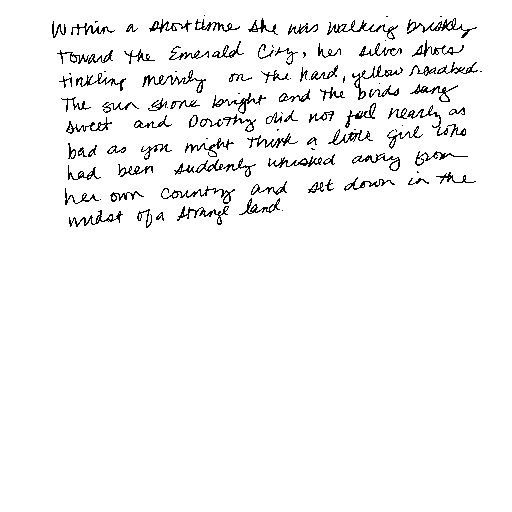 Within a short time she was walking briskly
toward the Emerald City, her silver shoes
tinkling merrily on the hard, yellow roadbed.
The sun shone bright and the birds sang
sweet and Dorothy did not feel nearly as
bad as you might think a little girl who
had been suddenly whisked away from
her own country and set down in the
midst of a strange land.